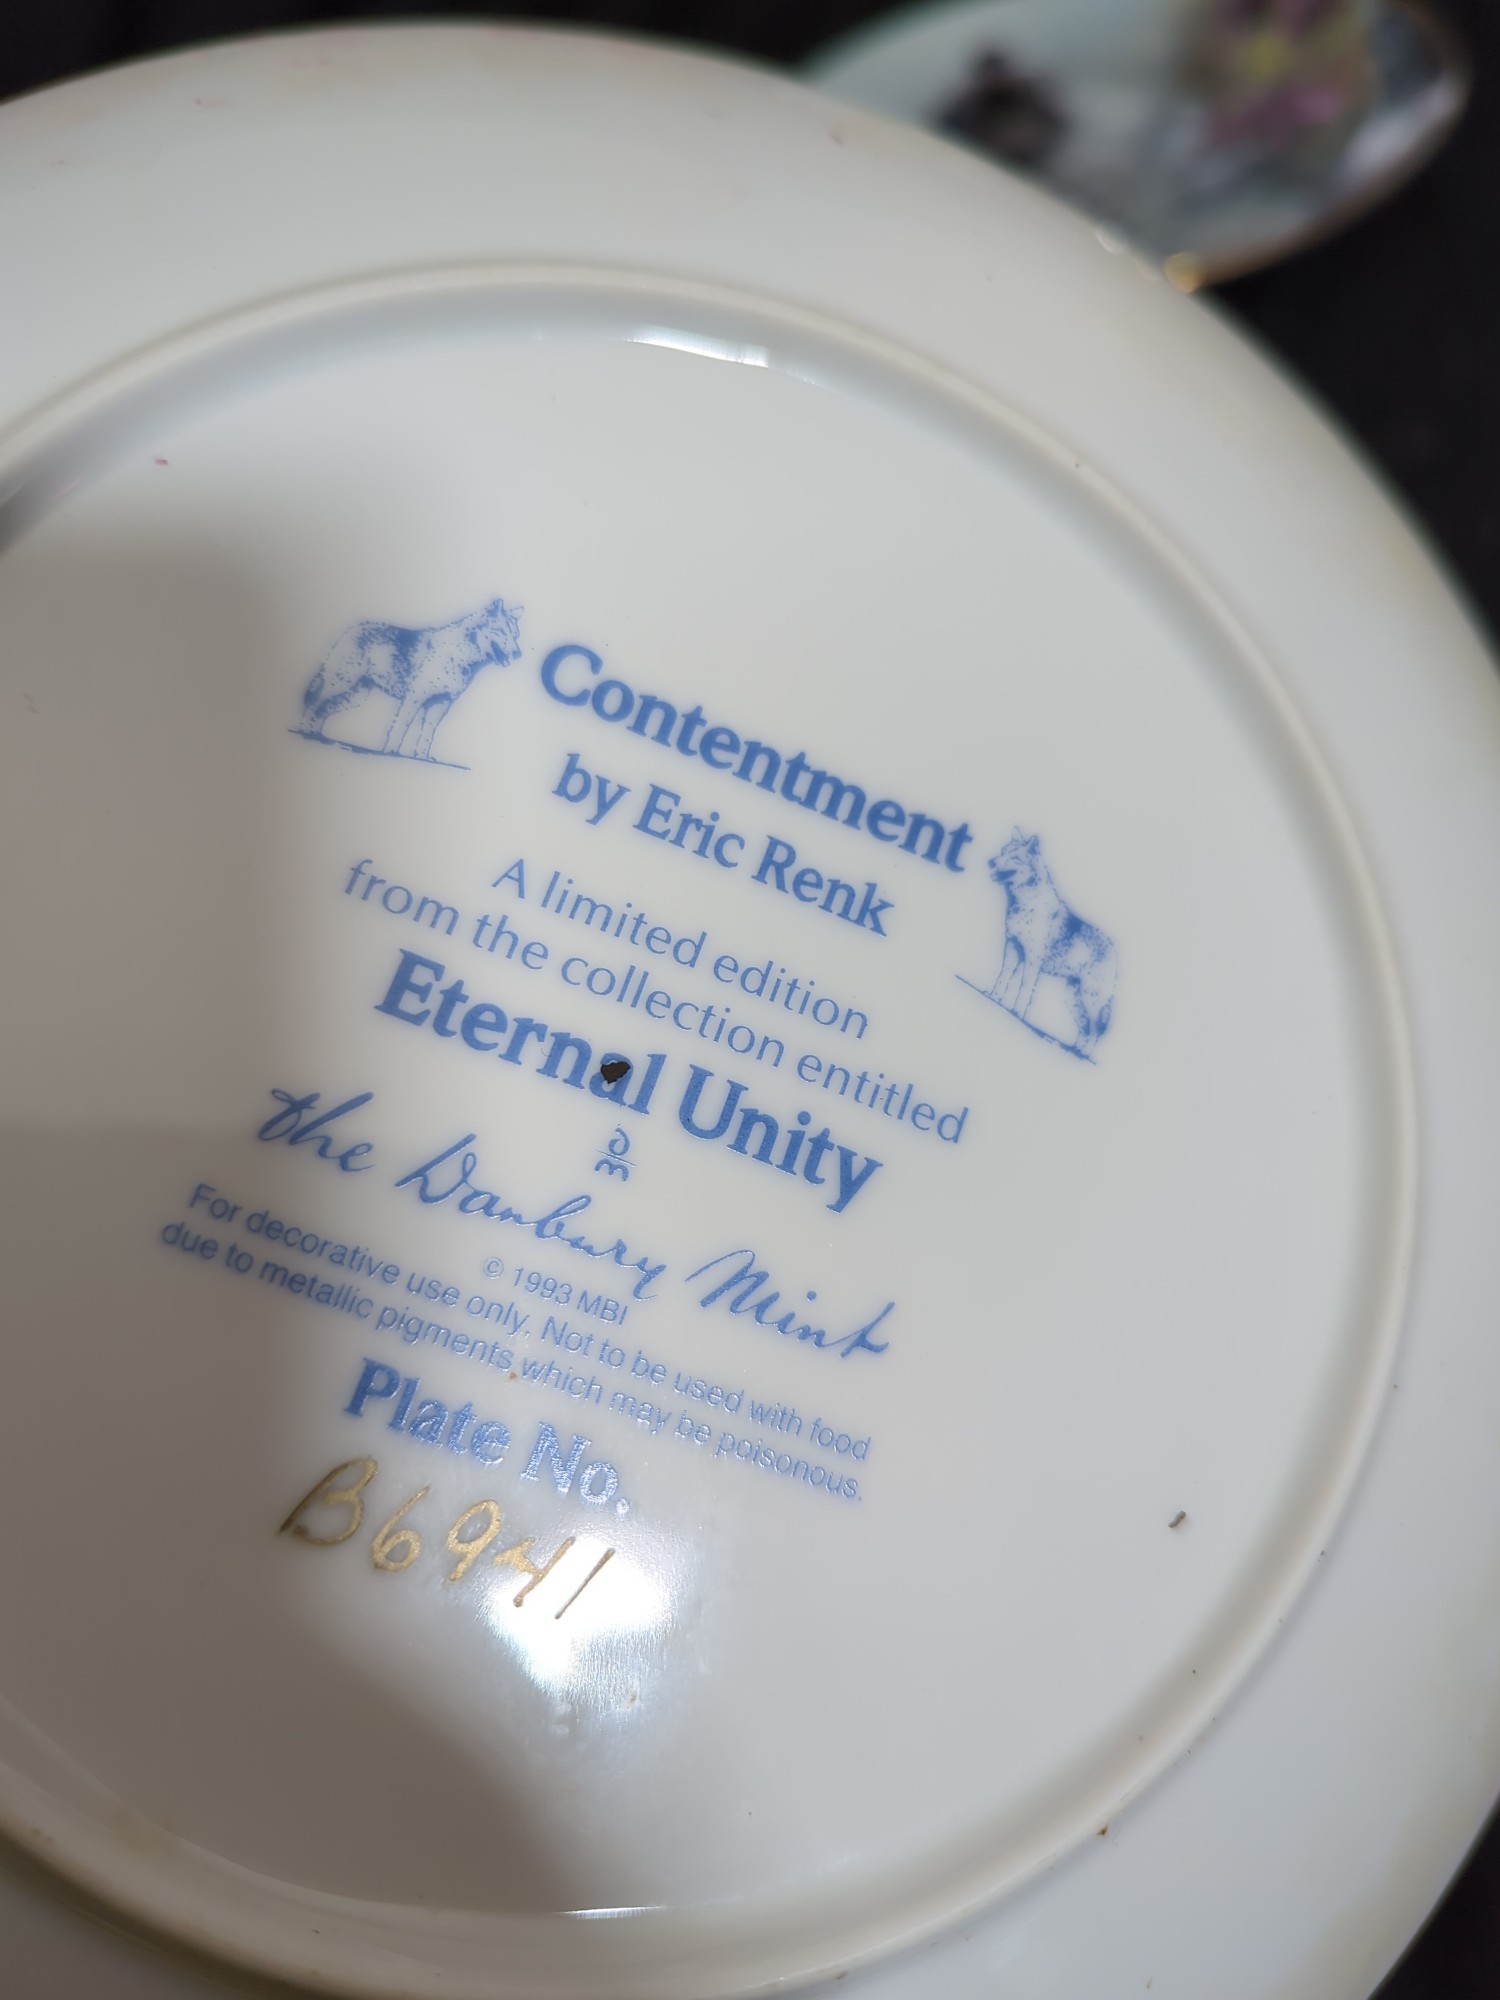 Contentment
by Eric Renk
A limited edition
from the collection entitled
Eternal Unity
D
M
the Danbury Mint
© 1993 MBI
For decorative use only. Not to be used with food
due to metallic pigments which may be poisonous.
Plate No.
B6941